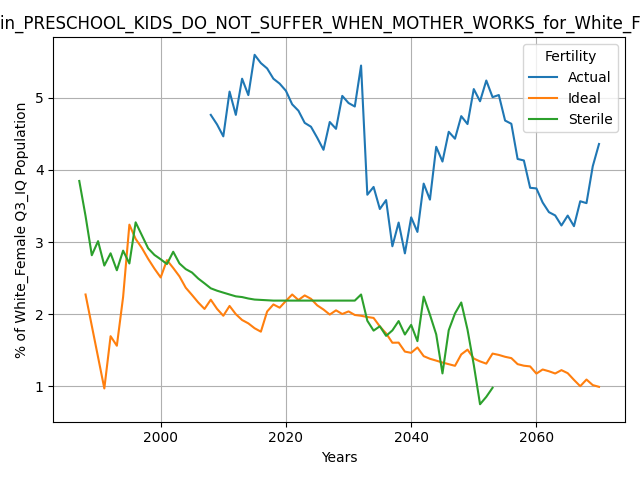 in_PRESCHOOL_KIDS_DO_NOT_SUFFER_WHEN_MOTHER_WORKS_for_White_F
Fertility
Actual
Ideal
Sterile
% of White_Female Q3_IQ Population
5
4
3
2
1
2000 2020 2040 2060
Years